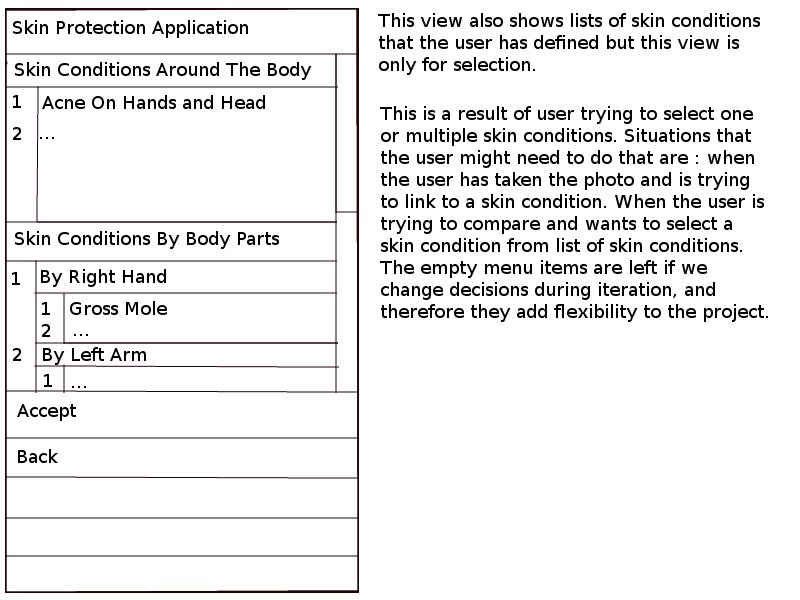 Skin Protection Application
Skin Conditions Around The Body
1 Acne On Hands and Head
2 ...
Skin Conditions By Body Parts
1 By Right Hand
1 Gross Mole
2 ...
2 By Left Arm
1 ...
Accept
Back
This view also shows lists of skin conditions
that the user has defined but this view is
only for selection.
This is a result of user trying to select one
or multiple skin conditions. Situations that
the user might need to do that are : when
the user has taken the photo and is trying
to link to a skin condition. When the user is
trying to compare and wants to select a
skin condition from list of skin conditions.
The empty menu items are left if we
change decisions during iteration, and
therefore they add flexibility to the project.